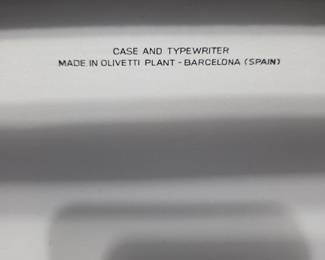 CASE AND TYPEWRITER
MADE IN OLIVETTI PLANT - BARCELONA (SPAIN)